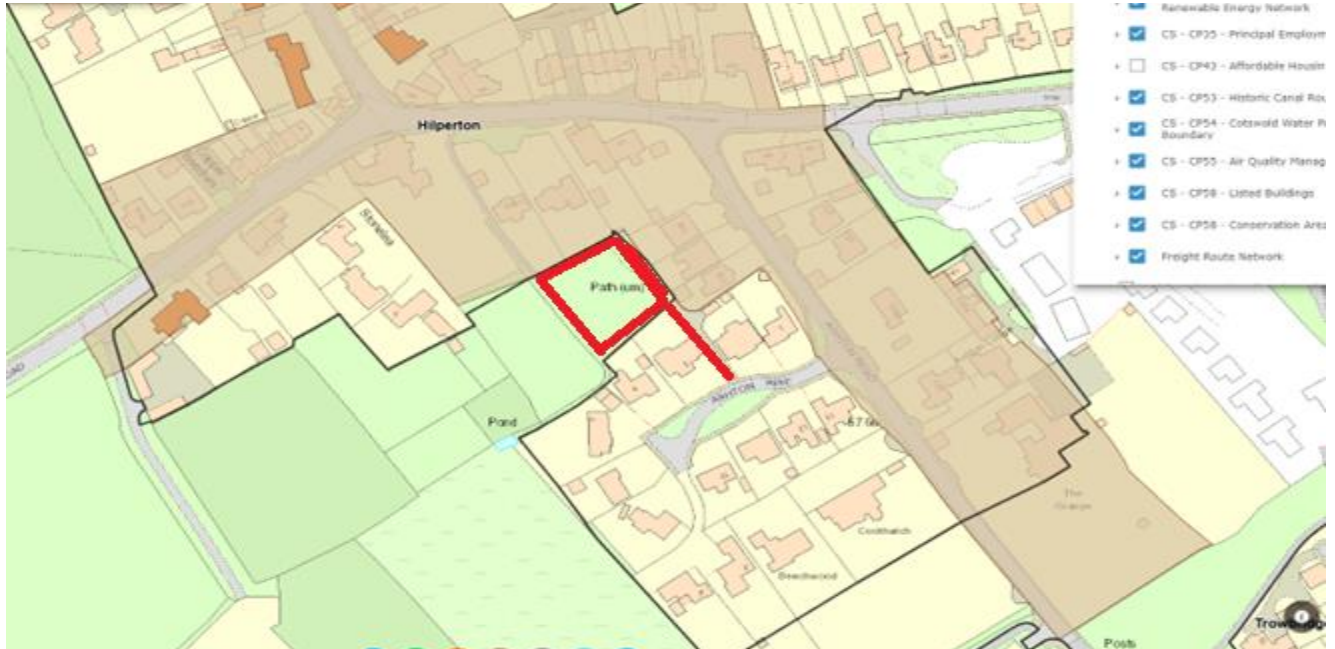 Renewable Energy Network
CS - CP35 - Principal Employm
CS - CP43 - Affordable Housin
CS - CP53 - Historic Canal Rou
CS - CP54 - Cotswold Water P
Boundary
CS - CP55 - Air Quality Manag
CS - CP58 - Listed Buildings
CS - CP58 - Conservation Area
Freight Route Network
Hilperton
Path (um)
Pond
ASHTON
Coolthatch
Beechwood
The
Grange
Posts